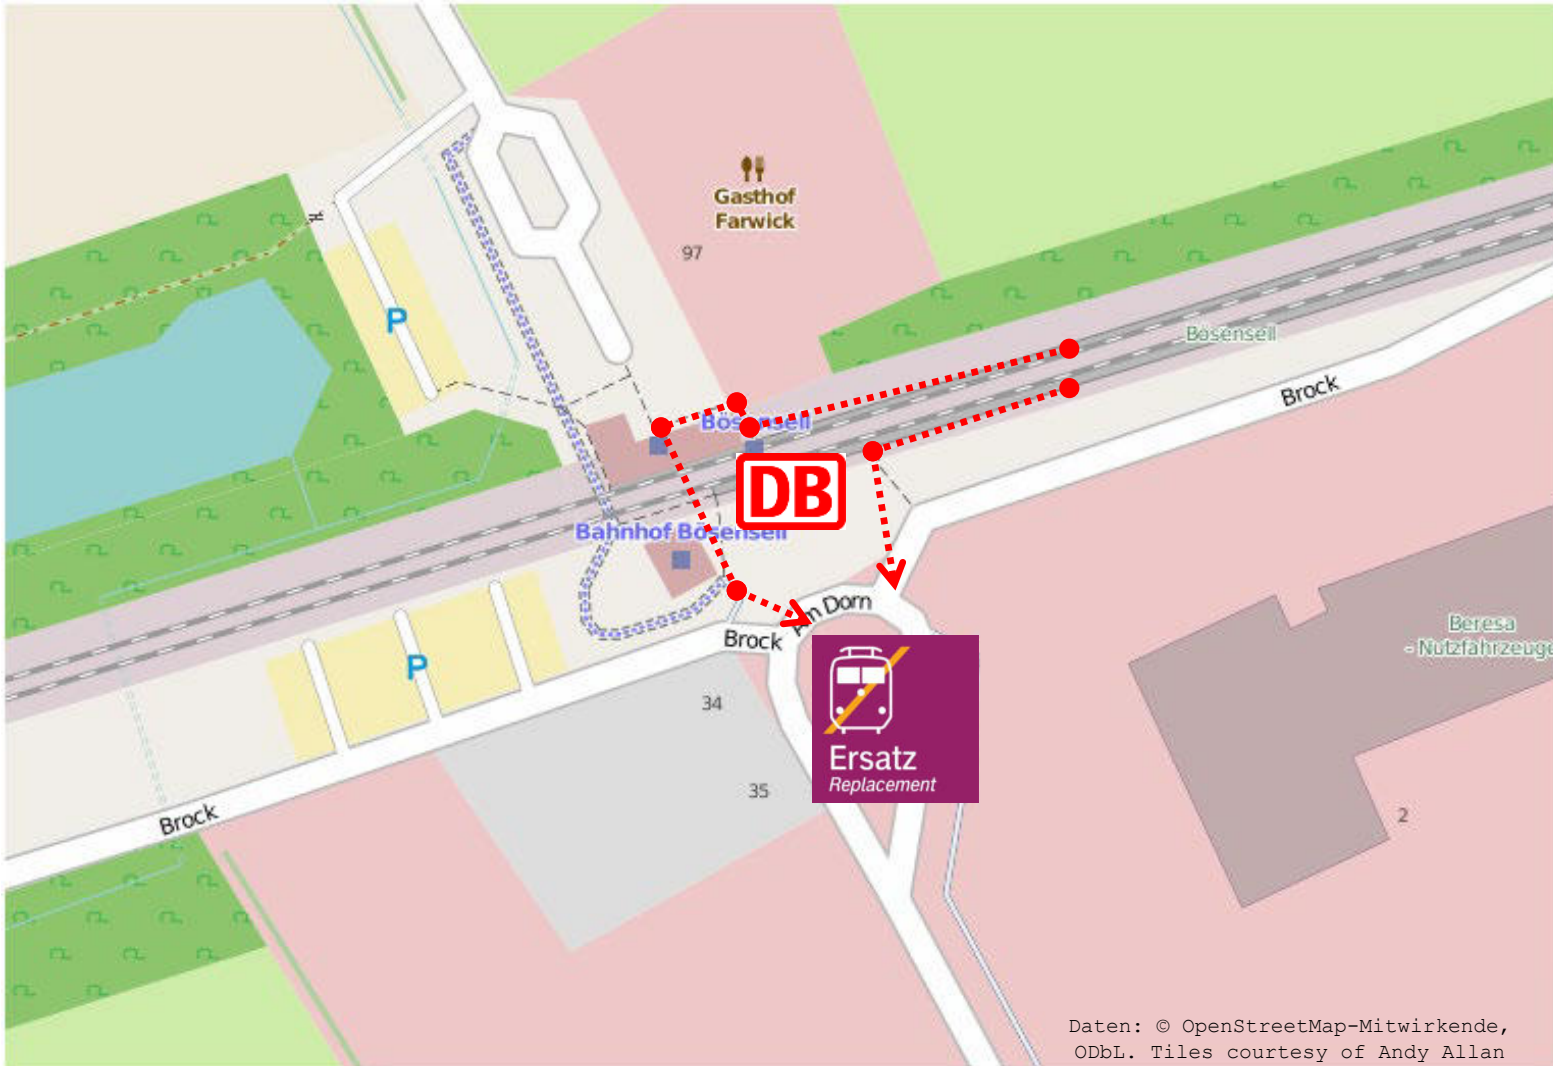 Gasthof
Farwick
97
P
Bösensell
Bösensell
Brock
DB
Bahnhof Bösensell
Am Dorn
Brock
Beresa
- Nutzfahrzeuge
P
34
Ersatz
Replacement
35
Brock
2
Daten: © OpenStreetMap-Mitwirkende,
ODbL. Tiles courtesy of Andy Allan